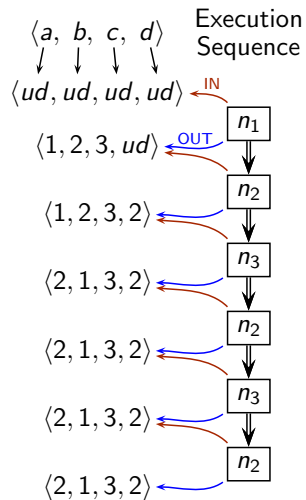 ⟨a, b, c, d⟩
Execution
Sequence
⟨ud, ud, ud, ud⟩
IN
n₁
⟨1, 2, 3, ud⟩
OUT
n₂
⟨1, 2, 3, 2⟩
n₃
⟨2, 1, 3, 2⟩
n₂
⟨2, 1, 3, 2⟩
n₃
⟨2, 1, 3, 2⟩
n₂
⟨2, 1, 3, 2⟩